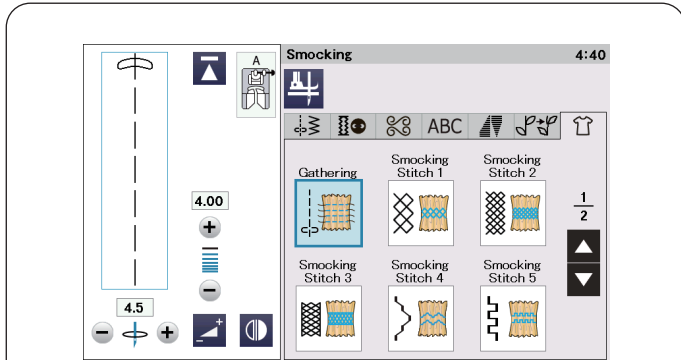 Smocking 4:40
A
ABC
Gathering
Smocking
Stitch 1
Smocking
Stitch 2
4.00
1
2
Smocking
Stitch 3
Smocking
Stitch 4
Smocking
Stitch 5
4.5